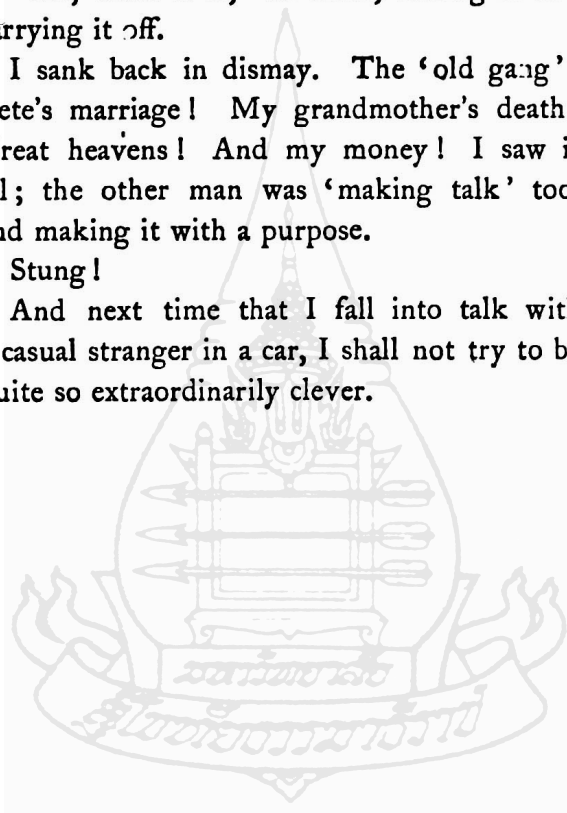 rrying it off.
I sank back in dismay. The ‘old gang’
ete’s marriage! My grandmother’s death
reat heavens! And my money! I saw i
l; the other man was ‘making talk’ too
nd making it with a purpose.
Stung!
And next time that I fall into talk wit
casual stranger in a car, I shall not try to b
uite so extraordinarily clever.